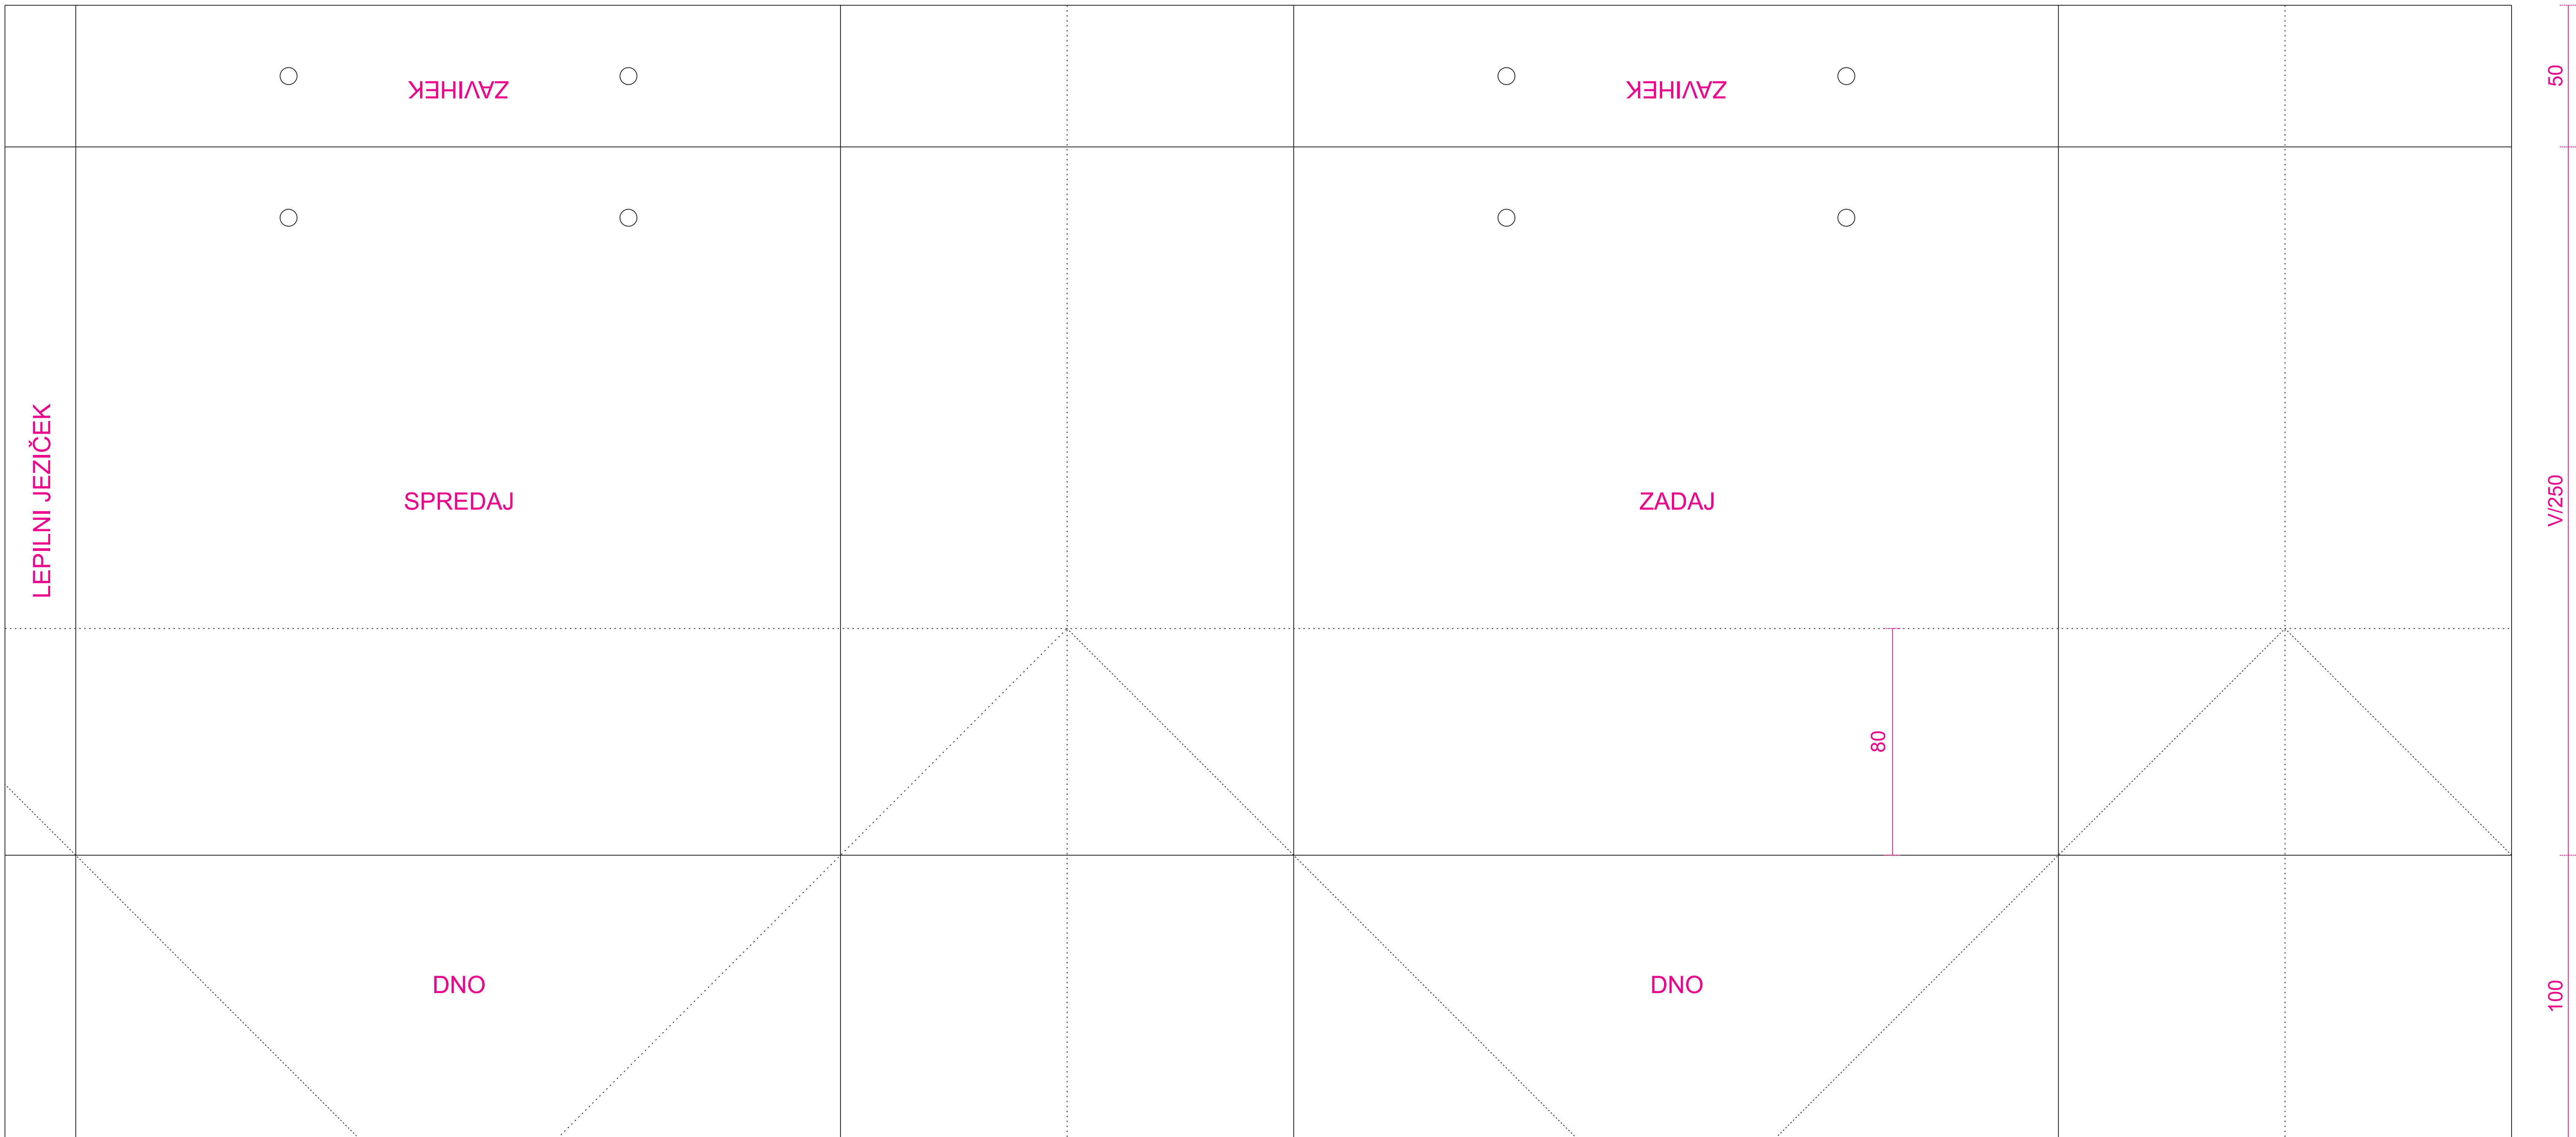 ZAVIHEK
ZAVIHEK
50
LEPILNI JEZIČEK
SPREDAJ
ZADAJ
V/250
80
DNO
DNO
100